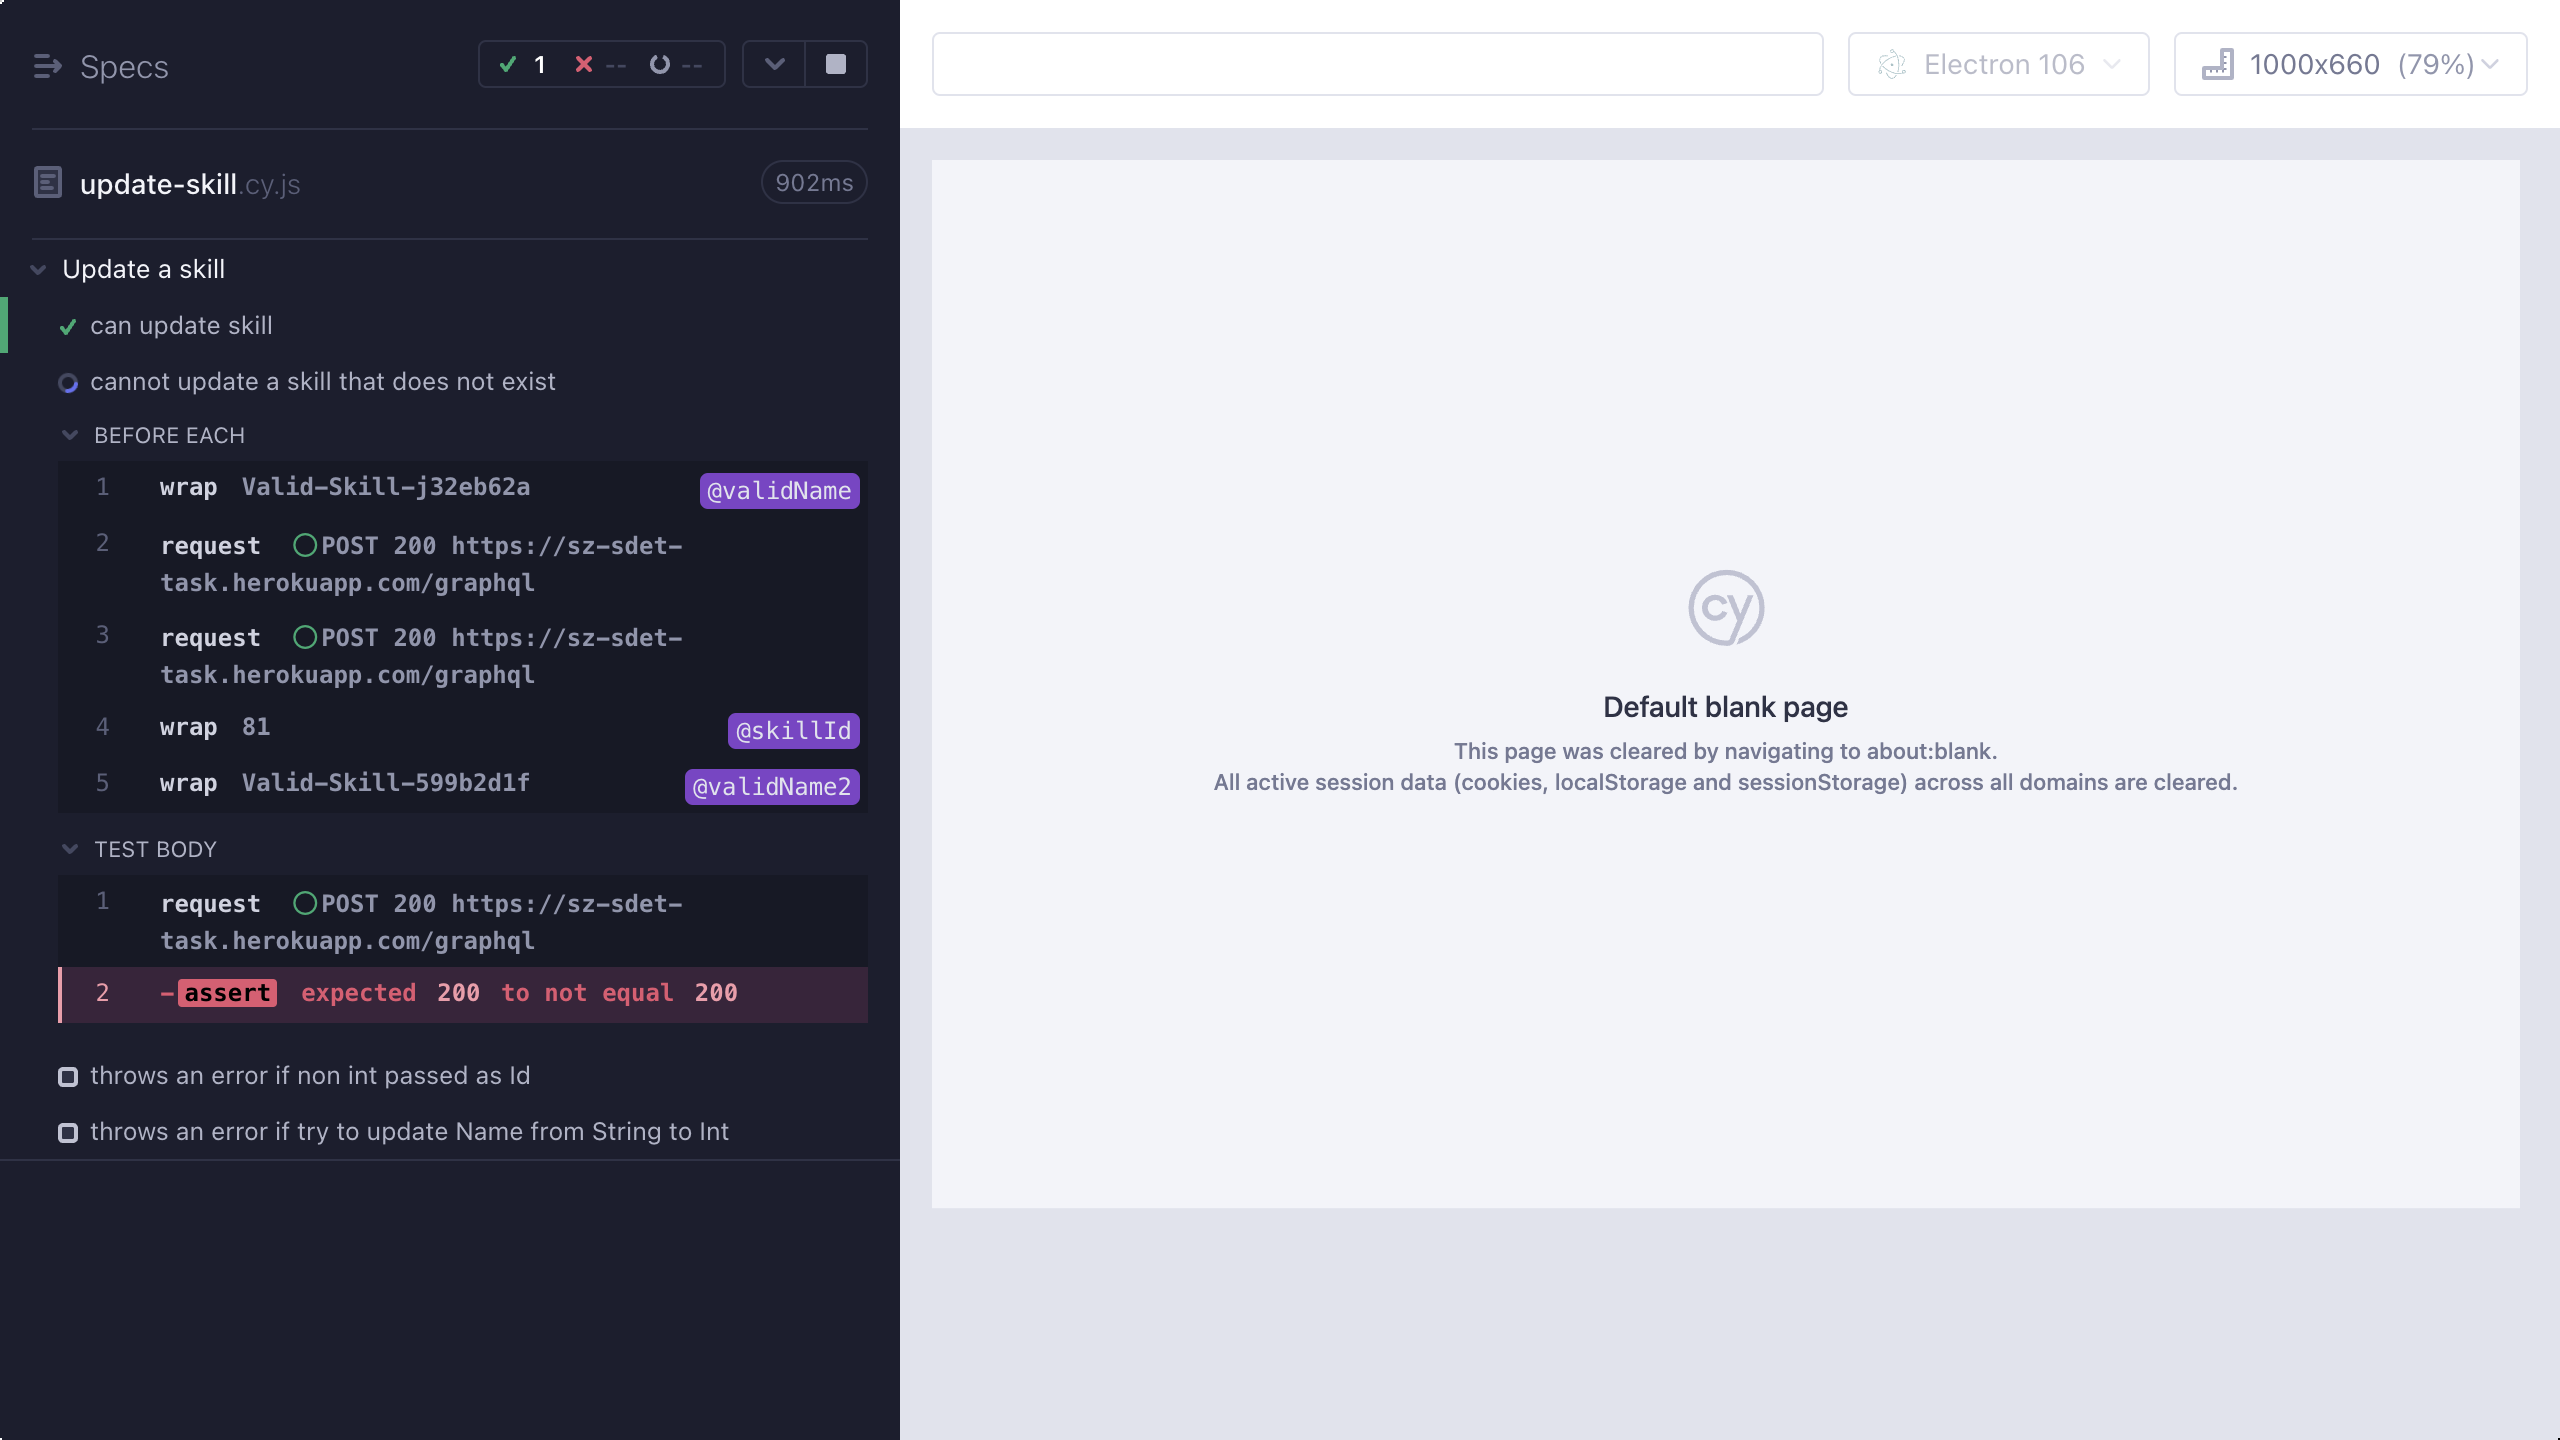 Specs
1 -- --
update-skill.cy.js 902ms
Update a skill
can update skill
cannot update a skill that does not exist
BEFORE EACH
1 wrap Valid-Skill-j32eb62a @validName
2 request POST 200 https://sz-sdet-
task.herokuapp.com/graphql
3 request POST 200 https://sz-sdet-
task.herokuapp.com/graphql
4 wrap 81 @skillId
5 wrap Valid-Skill-599b2d1f @validName2
TEST BODY
1 request POST 200 https://sz-sdet-
task.herokuapp.com/graphql
2 -assert expected 200 to not equal 200
throws an error if non int passed as Id
throws an error if try to update Name from String to Int
Electron 106
1000x660 (79%)
cy
Default blank page
This page was cleared by navigating to about:blank.
All active session data (cookies, localStorage and sessionStorage) across all domains are cleared.